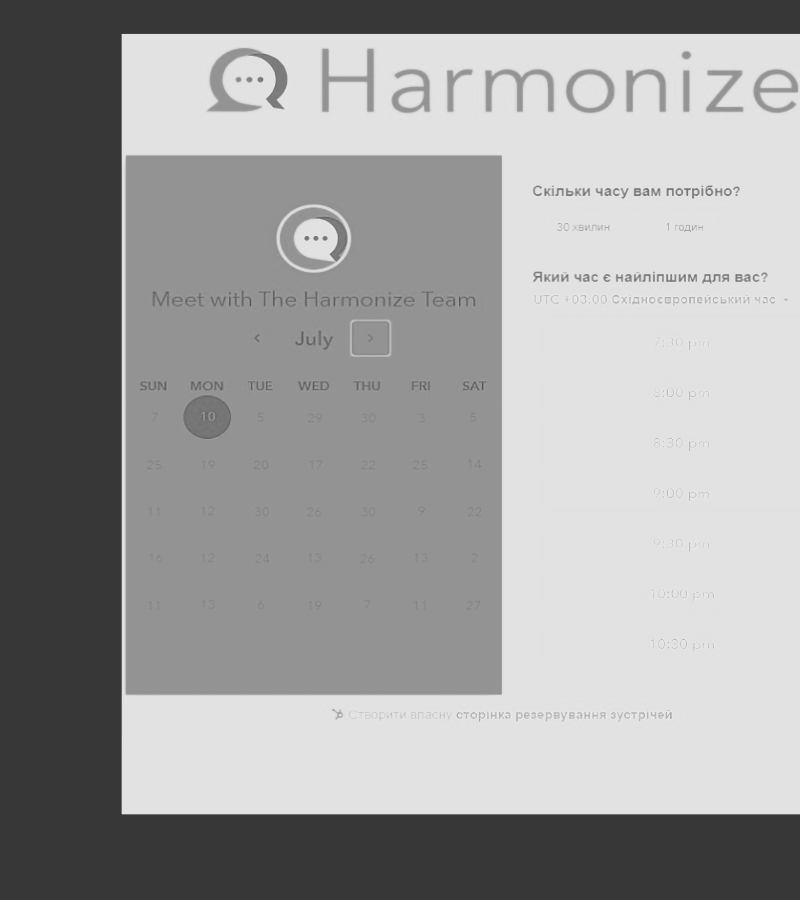 Harmonize
Meet with The Harmonize Team
July
SUN MON TUE WED THU FRI SAT
7 10 5 29 30 3 5
25 19 20 17 22 25 14
11 12 30 26 30 9 22
16 12 24 13 26 13 2
11 13 6 19 7 11 27
Скільки часу вам потрібно?
30 хвилин 1 годин
Який час є найліпшим для вас?
UTC +03:00 Східноєвропейський час
7:30 pm
8:00 pm
8:30 pm
9:00 pm
9:30 pm
10:00 pm
10:30 pm
Створити власну сторінка резервування зустрічей